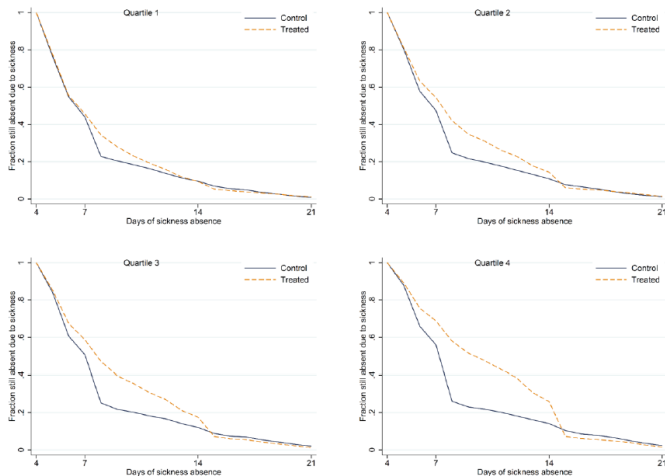 Quartile 1
Control
Treated
Fraction still absent due to sickness
0 .2 .4 .6 .8 1
4 7 14 21
Days of sickness absence
Quartile 2
Control
Treated
Fraction still absent due to sickness
0 .2 .4 .6 .8 1
4 7 14 21
Days of sickness absence
Quartile 3
Control
Treated
Fraction still absent due to sickness
0 .2 .4 .6 .8 1
4 7 14 21
Days of sickness absence
Quartile 4
Control
Treated
Fraction still absent due to sickness
0 .2 .4 .6 .8 1
4 7 14 21
Days of sickness absence